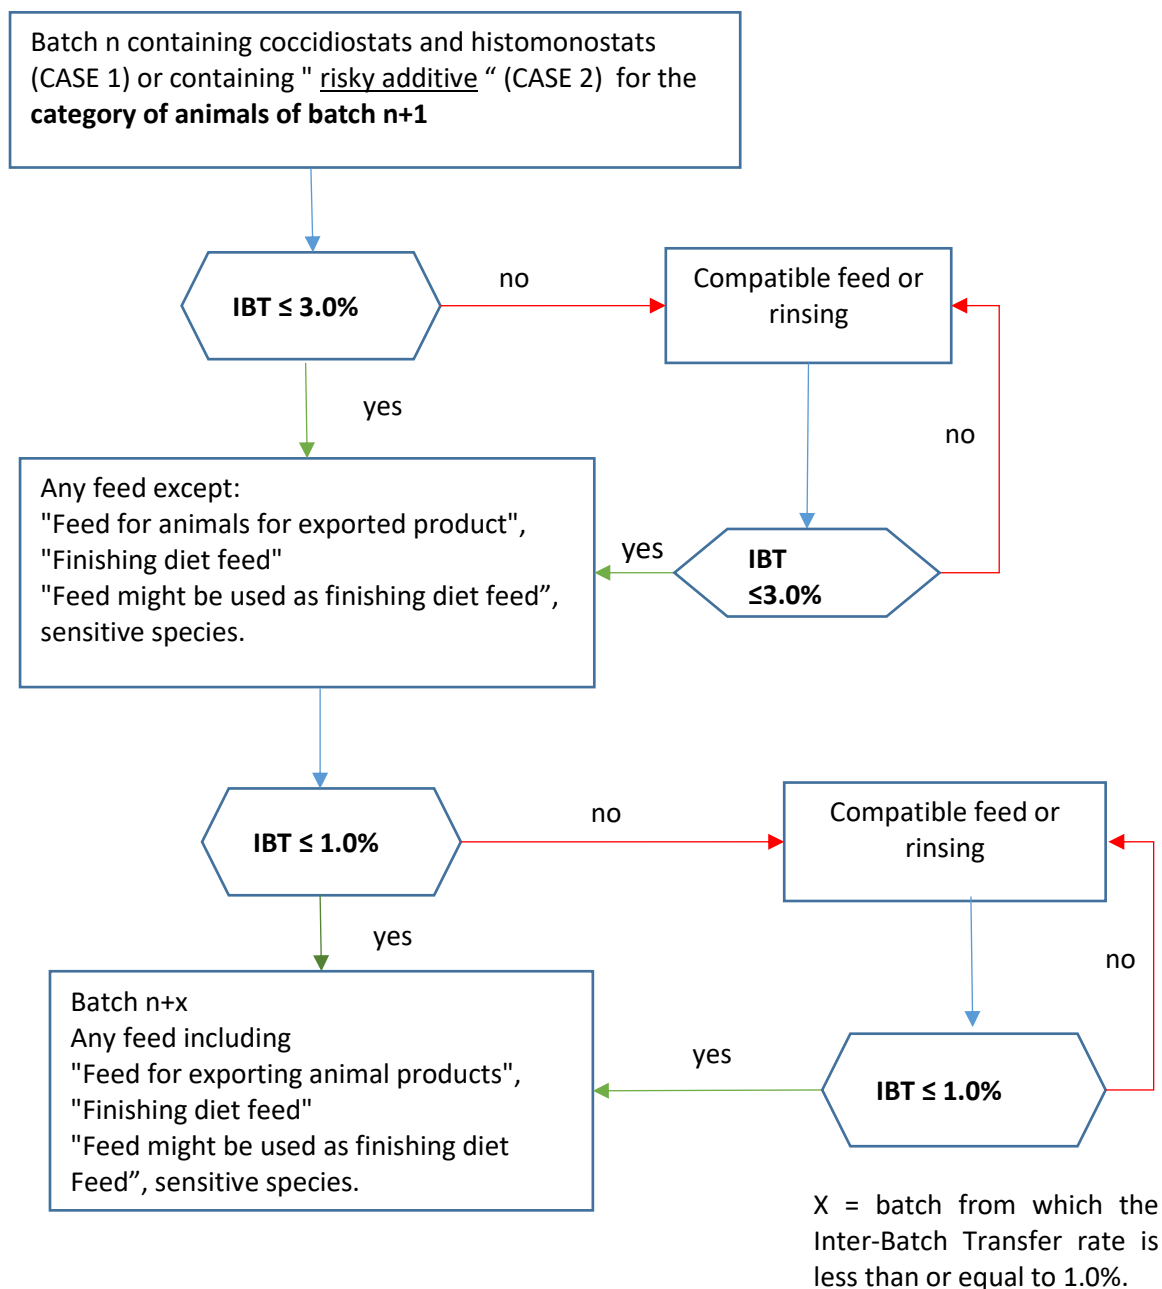 Batch n containing coccidiostats and histomonostats
(CASE 1) or containing " risky additive “ (CASE 2)  for the
category of animals of batch n+1
IBT ≤ 3.0%
no
Compatible feed or
rinsing
yes
no
Any feed except:
"Feed for animals for exported product",
"Finishing diet feed"
"Feed might be used as finishing diet feed”,
sensitive species.
yes
IBT
≤3.0%
IBT ≤ 1.0%
no
Compatible feed or
rinsing
yes
no
Batch n+x
Any feed including
"Feed for exporting animal products",
"Finishing diet feed"
"Feed might be used as finishing diet
Feed”, sensitive species.
yes
IBT ≤ 1.0%
X = batch from which the
Inter-Batch Transfer rate is
less than or equal to 1.0%.